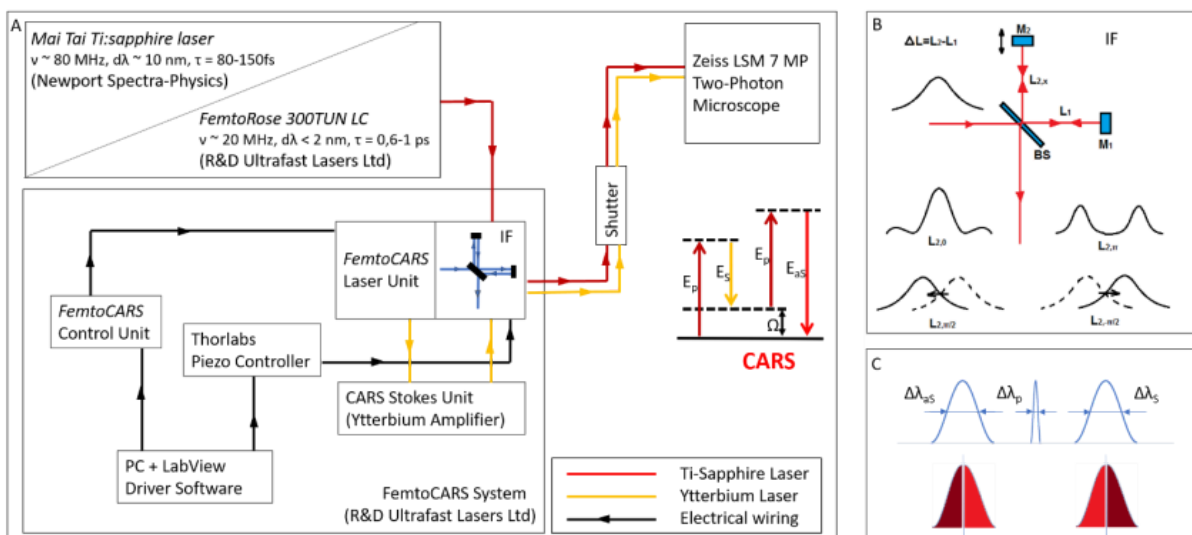 A
Mai Tai Ti:sapphire laser
ν ~ 80 MHz, dλ ~ 10 nm, τ = 80-150fs
(Newport Spectra-Physics)
FemtoRose 300TUN LC
ν ~ 20 MHz, dλ < 2 nm, τ = 0,6-1 ps
(R&D Ultrafast Lasers Ltd)
Zeiss LSM 7 MP
Two-Photon
Microscope
Shutter
IF
FemtoCARS
Laser Unit
FemtoCARS
Control Unit
Thorlabs
Piezo Controller
CARS Stokes Unit
(Ytterbium Amplifier)
PC + LabView
Driver Software
FemtoCARS System
(R&D Ultrafast Lasers Ltd)
Ep
ES
Ep
EaS
Ω
CARS
Ti-Sapphire Laser
Ytterbium Laser
Electrical wiring
B
ΔL=L2-L1
M2
IF
L2,x
L1
M1
BS
L2,0
L2,π
L2,π/2
L2,-π/2
C
ΔλaS
Δλp
ΔλS